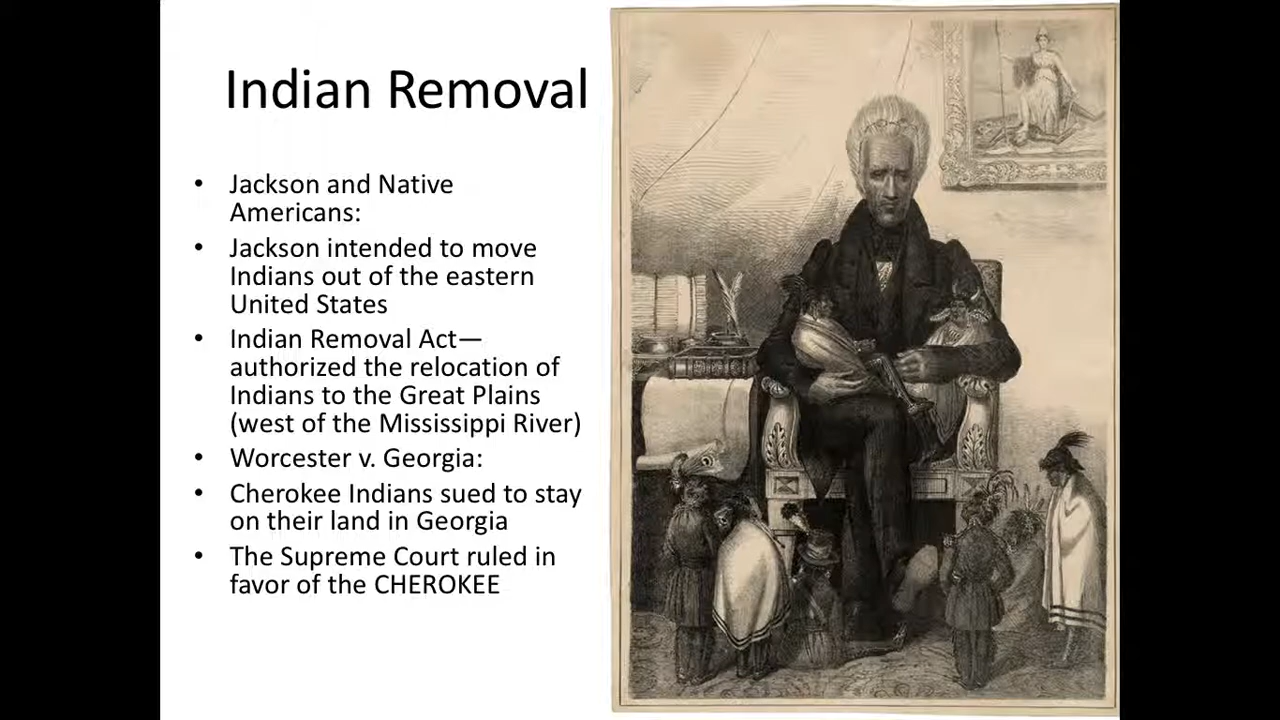 Indian Removal
• Jackson and Native
Americans:
• Jackson intended to move
Indians out of the eastern
United States
• Indian Removal Act—
authorized the relocation of
Indians to the Great Plains
(west of the Mississippi River)
• Worcester v. Georgia:
• Cherokee Indians sued to stay
on their land in Georgia
• The Supreme Court ruled in
favor of the CHEROKEE